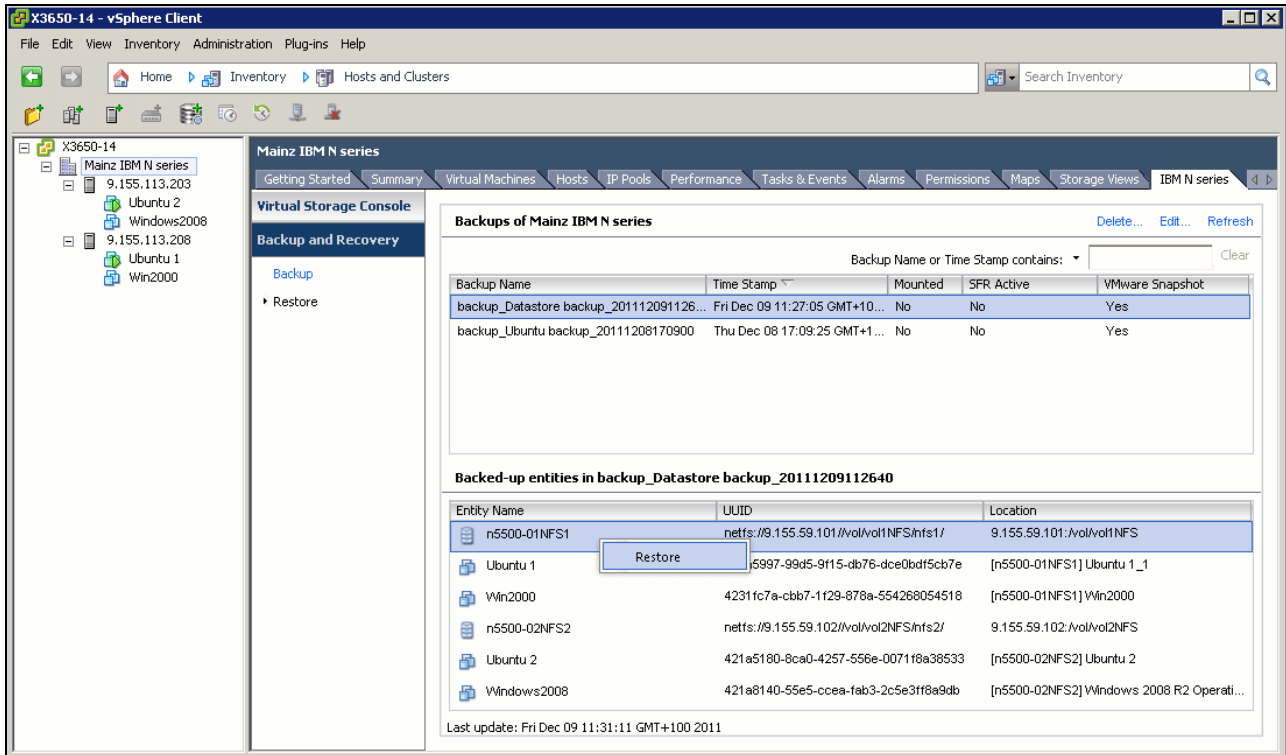 X3650-14 - vSphere Client
File Edit View Inventory Administration Plug-ins Help
Home Inventory Hosts and Clusters
Search Inventory
X3650-14
Mainz IBM N series
9.155.113.203
Ubuntu 2
Windows2008
9.155.113.208
Ubuntu 1
Win2000
Mainz IBM N series
Getting Started Summary Virtual Machines Hosts IP Pools Performance Tasks & Events Alarms Permissions Maps Storage Views IBM N series
Virtual Storage Console
Backup and Recovery
Backup
Restore
Backups of Mainz IBM N series Delete... Edit... Refresh
Backup Name or Time Stamp contains: Clear
Backup Name Time Stamp Mounted SFR Active VMware Snapshot
backup_Datastore backup_201112091126... Fri Dec 09 11:27:05 GMT+10... No No Yes
backup_Ubuntu backup_20111208170900 Thu Dec 08 17:09:25 GMT+1... No No Yes
Backed-up entities in backup_Datastore backup_20111209112640
Entity Name UUID Location
n5500-01NFS1 netfs://9.155.59.101//vol/vol1NFS/nfs1/ 9.155.59.101:/vol/vol1NFS
Restore
Ubuntu 1 5997-99d5-9f15-db76-dce0bdf5cb7e [n5500-01NFS1] Ubuntu 1_1
Win2000 4231fc7a-cbb7-1f29-878a-554268054518 [n5500-01NFS1] Win2000
n5500-02NFS2 netfs://9.155.59.102//vol/vol2NFS/nfs2/ 9.155.59.102:/vol/vol2NFS
Ubuntu 2 421a5180-8ca0-4257-556e-0071f8a38533 [n5500-02NFS2] Ubuntu 2
Windows2008 421a8140-55e5-ccea-fab3-2c5e3ff8a9db [n5500-02NFS2] Windows 2008 R2 Operati...
Last update: Fri Dec 09 11:31:11 GMT+100 2011